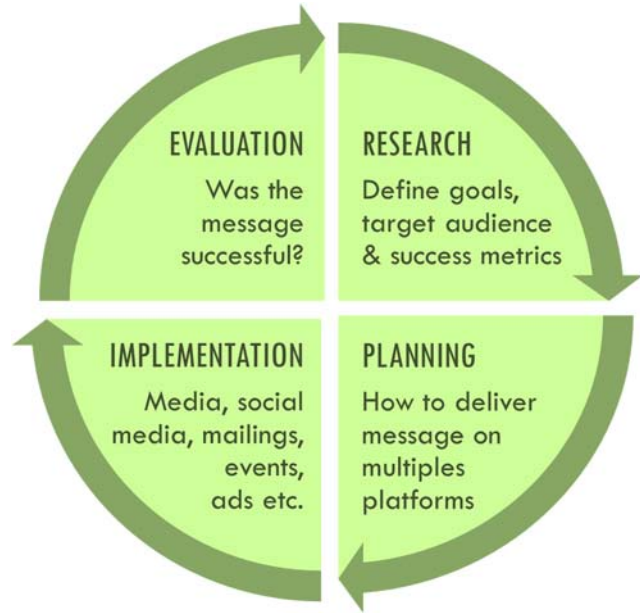 EVALUATION
Was the
message
successful?
RESEARCH
Define goals,
target audience
& success metrics
IMPLEMENTATION
Media, social
media, mailings,
events,
ads etc.
PLANNING
How to deliver
message on
multiples
platforms